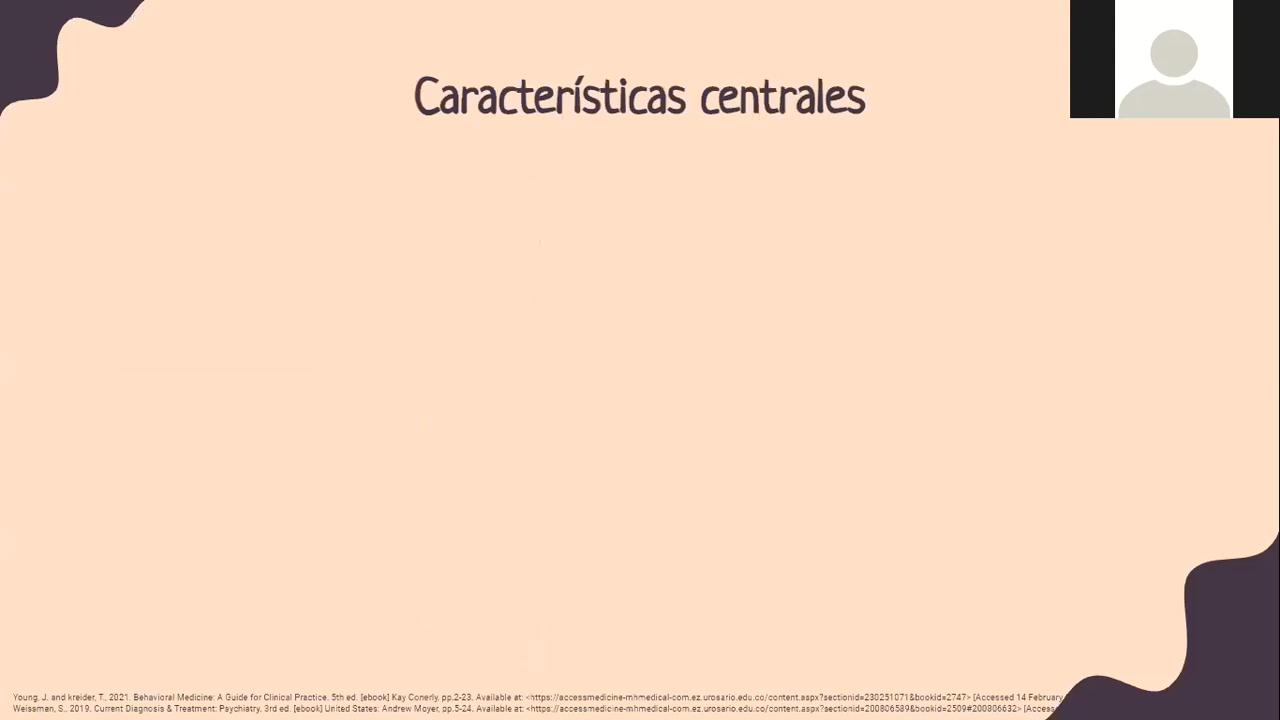 Características centrales
Young, J. and kreider, T., 2021. Behavioral Medicine: A Guide for Clinical Practice. 5th ed. [ebook] Kay Conerly, pp.2-23. Available at: <https://accessmedicine-mhmedical-com.ez.urosario.edu.co/content.aspx?sectionid=230251071&bookid=2747> [Accessed 14 February
Weissman, S., 2019. Current Diagnosis & Treatment: Psychiatry. 3rd ed. [ebook] United States: Andrew Moyer, pp.5-24. Available at: <https://accessmedicine-mhmedical-com.ez.urosario.edu.co/content.aspx?sectionid=200806589&bookid=2509#200806632> [Access